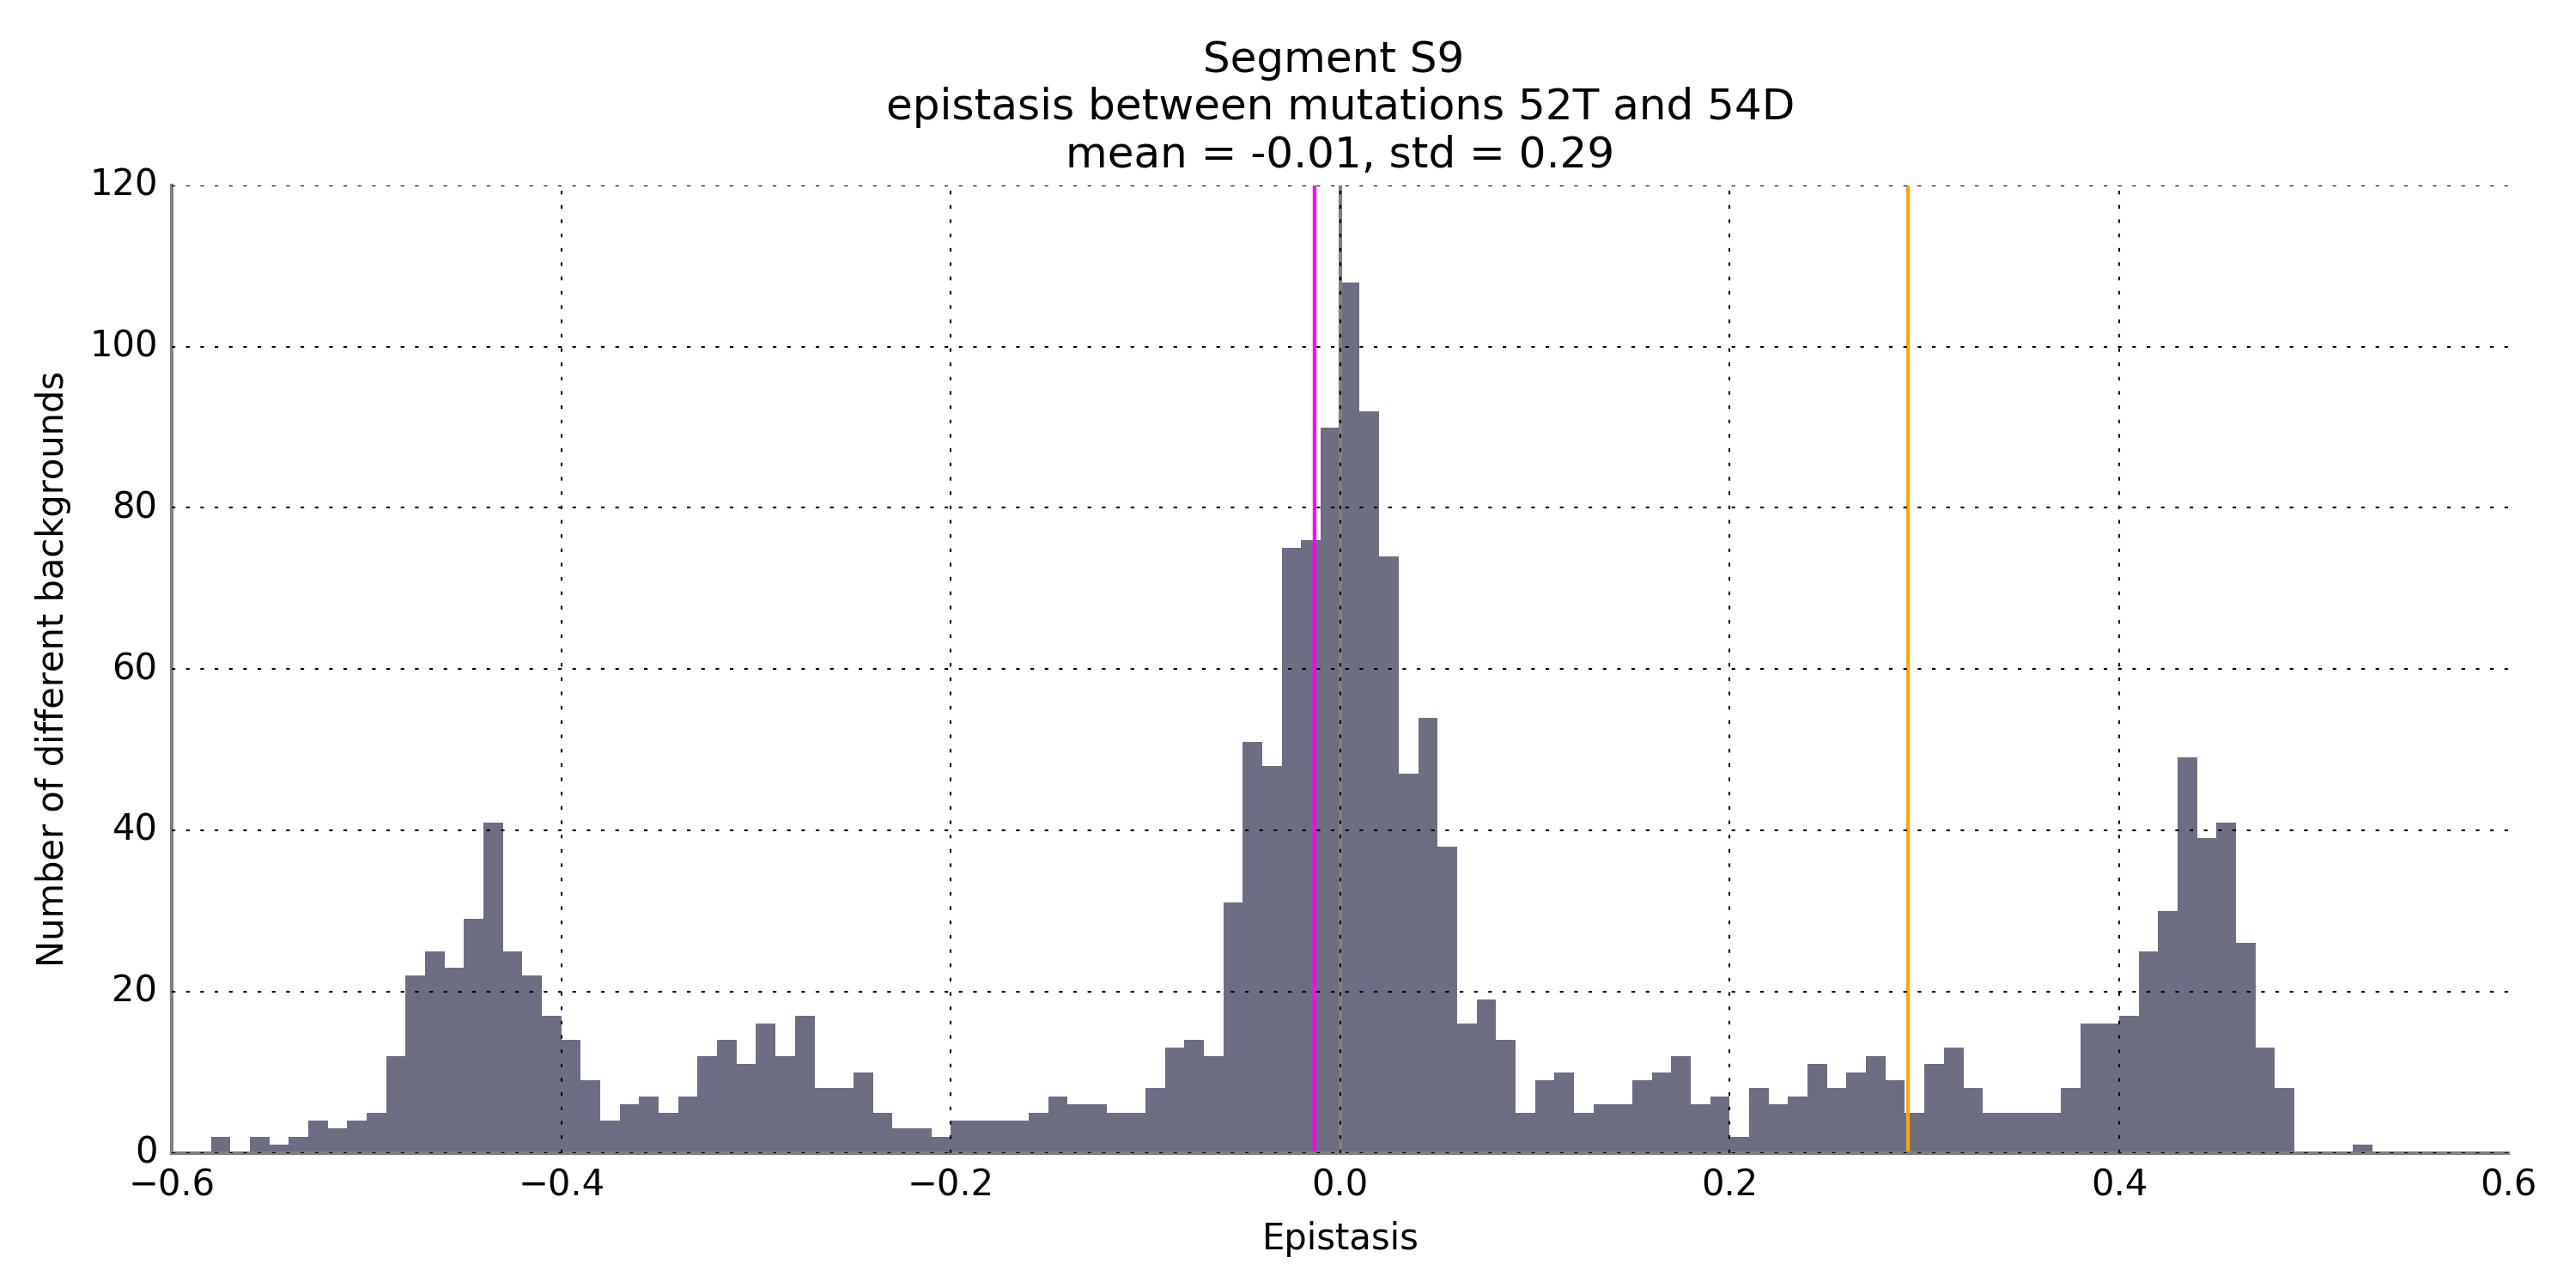 Segment S9
epistasis between mutations 52T and 54D
mean = -0.01, std = 0.29
120
100
80
60
40
20
0
Number of different backgrounds
−0.6 −0.4 −0.2 0.0 0.2 0.4 0.6
Epistasis